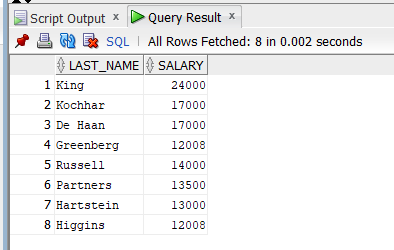 Script Output × Query Result ×
SQL | All Rows Fetched: 8 in 0.002 seconds
LAST_NAME SALARY
1 King 24000
2 Kochhar 17000
3 De Haan 17000
4 Greenberg 12008
5 Russell 14000
6 Partners 13500
7 Hartstein 13000
8 Higgins 12008